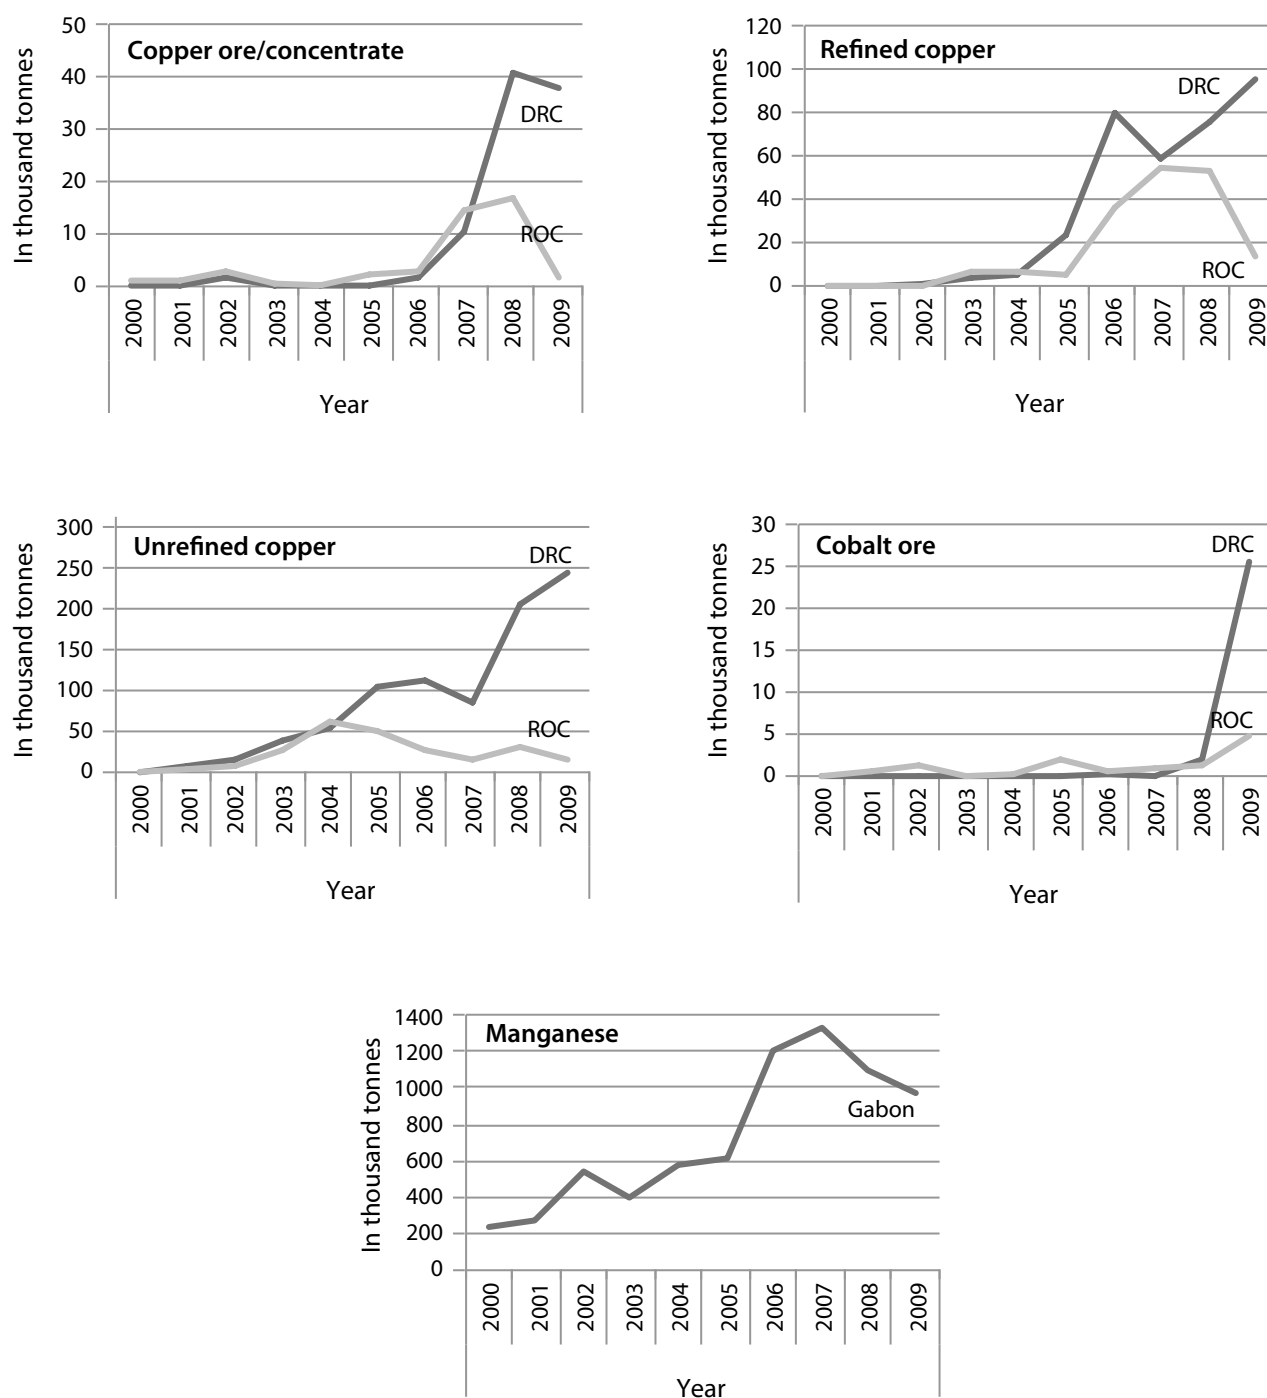 Copper ore/concentrate
In thousand tonnes
50
40
30
20
10
0
DRC
ROC
2000 2001 2002 2003 2004 2005 2006 2007 2008 2009
Year
Refined copper
In thousand tonnes
120
100
80
60
40
20
0
DRC
ROC
2000 2001 2002 2003 2004 2005 2006 2007 2008 2009
Year
Unrefined copper
In thousand tonnes
300
250
200
150
100
50
0
DRC
ROC
2000 2001 2002 2003 2004 2005 2006 2007 2008 2009
Year
Cobalt ore
In thousand tonnes
30
25
20
15
10
5
0
DRC
ROC
2000 2001 2002 2003 2004 2005 2006 2007 2008 2009
Year
Manganese
In thousand tonnes
1400
1200
1000
800
600
400
200
0
Gabon
2000 2001 2002 2003 2004 2005 2006 2007 2008 2009
Year